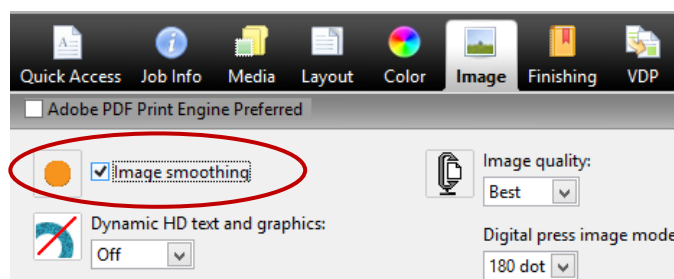 Quick Access Job Info Media Layout Color Image Finishing VDP
Adobe PDF Print Engine Preferred
Image smoothing
Image quality:
Best
Dynamic HD text and graphics:
Off
Digital press image mode
180 dot